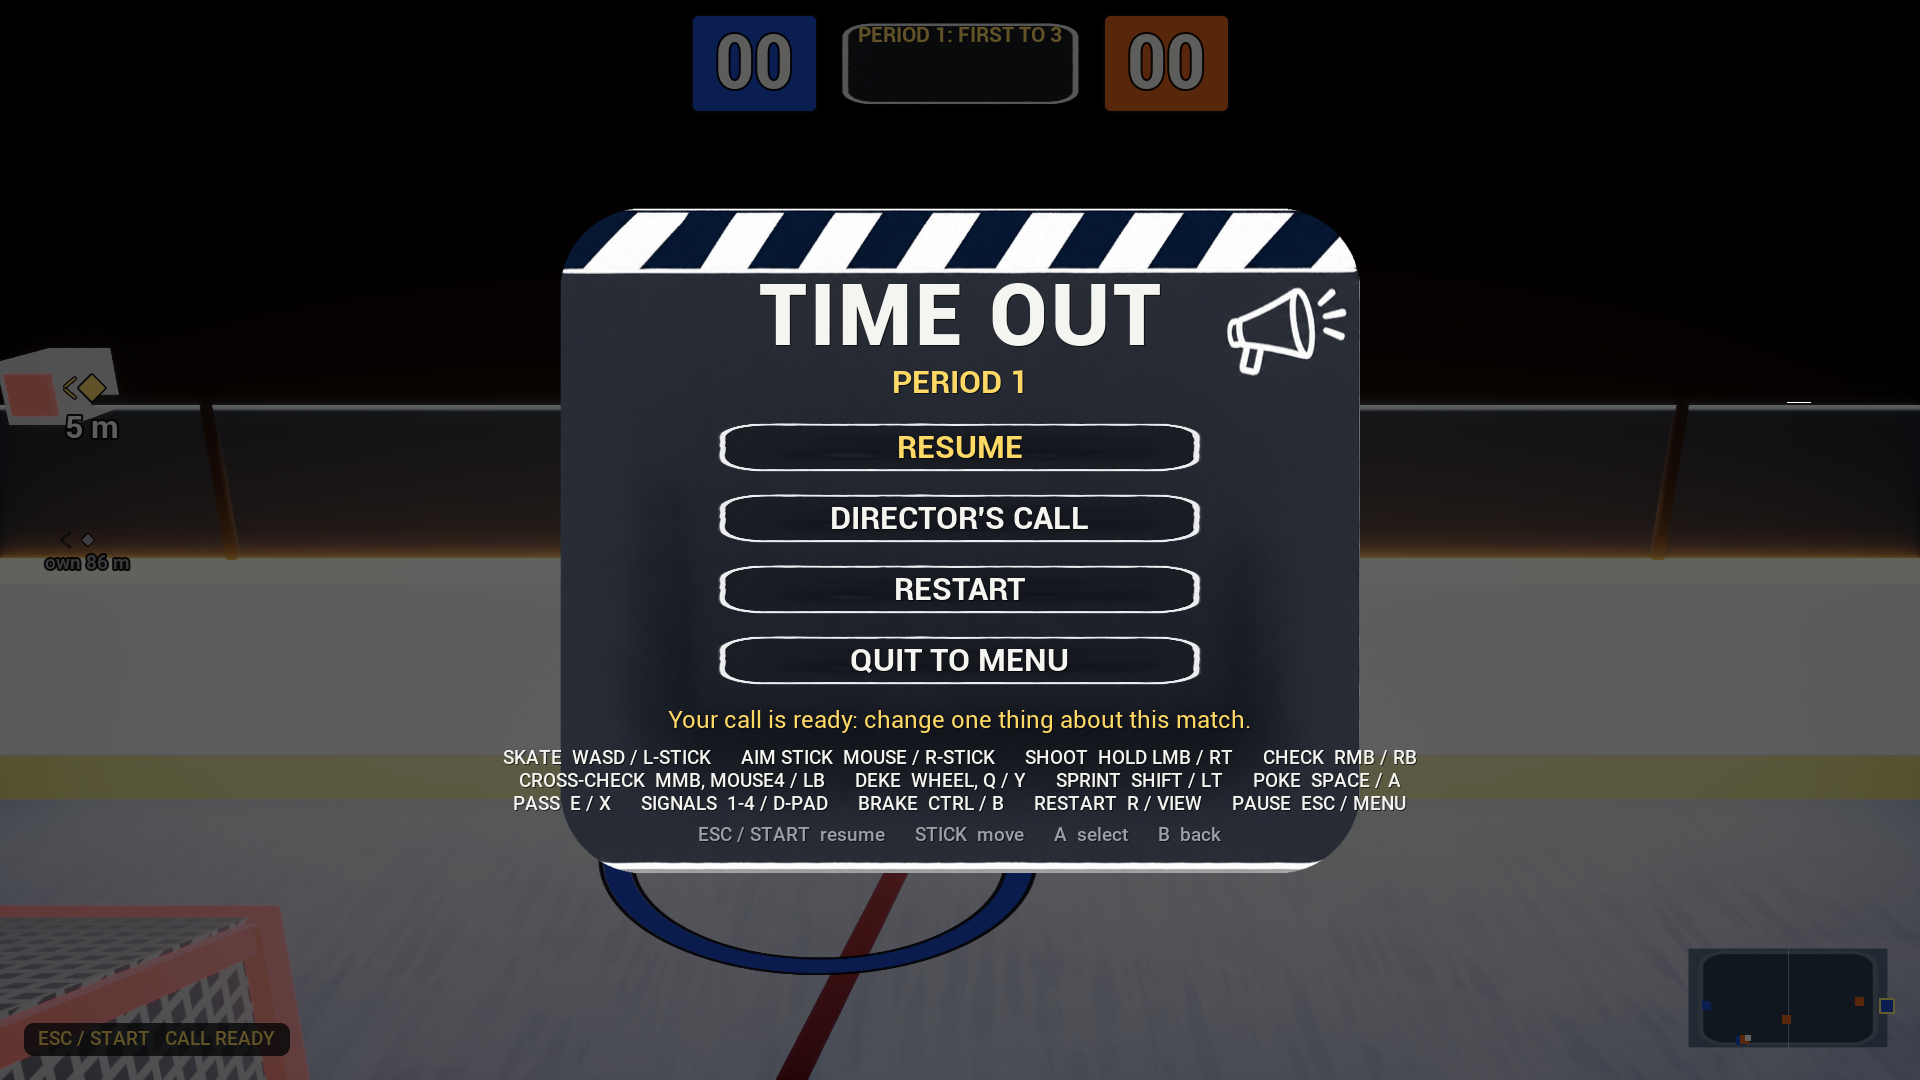 00
PERIOD 1: FIRST TO 3
00
TIME OUT
PERIOD 1
5 m
RESUME
DIRECTOR'S CALL
own 86 m
RESTART
QUIT TO MENU
Your call is ready: change one thing about this match.
SKATE WASD / L-STICK AIM STICK MOUSE / R-STICK SHOOT HOLD LMB / RT CHECK RMB / RB
CROSS-CHECK MMB, MOUSE4 / LB DEKE WHEEL, Q / Y SPRINT SHIFT / LT POKE SPACE / A
PASS E / X SIGNALS 1-4 / D-PAD BRAKE CTRL / B RESTART R / VIEW PAUSE ESC / MENU
ESC / START resume STICK move A select B back
ESC / START CALL READY